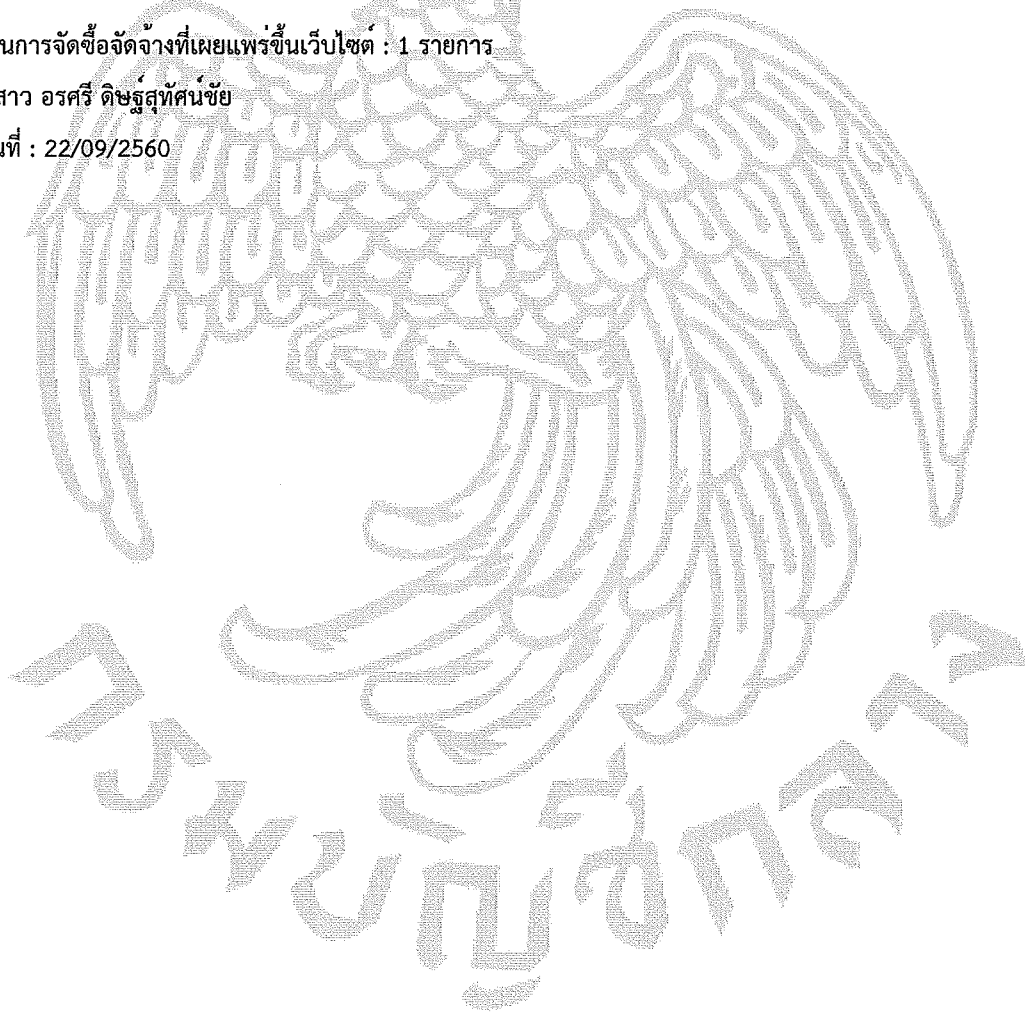 นการจัดซื้อจัดจ้างที่เผยแพร่ขึ้นเว็บไซต์ : 1 รายการ
สาว อรศรี ดิษฐ์สุทัศน์ชัย
นที่ : 22/09/2560
กรมบัญชีกลาง